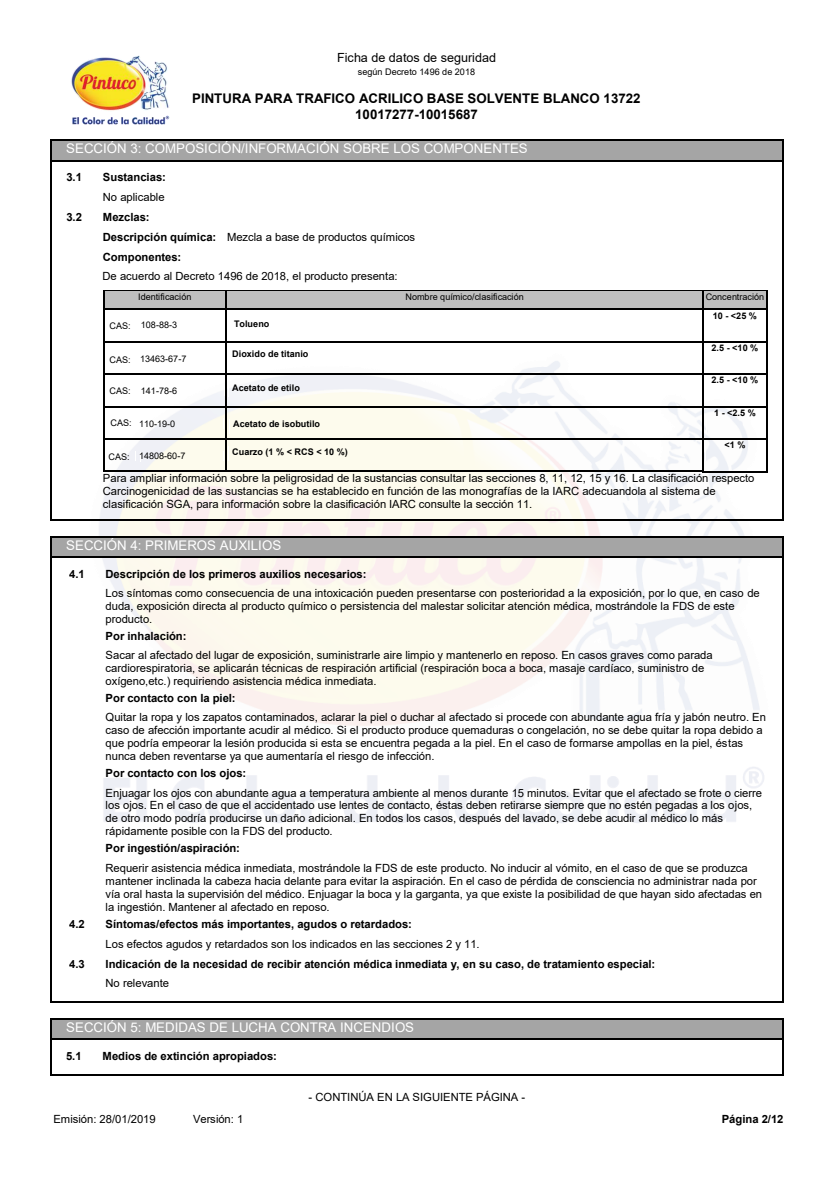 Ficha de datos de seguridad
según Decreto 1496 de 2018
Pintuco®
El Color de la Calidad®
PINTURA PARA TRAFICO ACRILICO BASE SOLVENTE BLANCO 13722
10017277-10015687
SECCIÓN 3: COMPOSICIÓN/INFORMACIÓN SOBRE LOS COMPONENTES
3.1 Sustancias:
No aplicable
3.2 Mezclas:
Descripción química: Mezcla a base de productos químicos
Componentes:
De acuerdo al Decreto 1496 de 2018, el producto presenta:
Identificación Nombre químico/clasificación Concentración
CAS: 108-88-3 Tolueno 10 - <25 %
CAS: 13463-67-7 Dioxido de titanio 2.5 - <10 %
CAS: 141-78-6 Acetato de etilo 2.5 - <10 %
CAS: 110-19-0 Acetato de isobutilo 1 - <2.5 %
CAS: 14808-60-7 Cuarzo (1 % < RCS < 10 %) <1 %
Para ampliar información sobre la peligrosidad de la sustancias consultar las secciones 8, 11, 12, 15 y 16. La clasificación respecto
Carcinogenicidad de las sustancias se ha establecido en función de las monografías de la IARC adecuandola al sistema de
clasificación SGA, para información sobre la clasificación IARC consulte la sección 11.
SECCIÓN 4: PRIMEROS AUXILIOS
4.1 Descripción de los primeros auxilios necesarios:
Los síntomas como consecuencia de una intoxicación pueden presentarse con posterioridad a la exposición, por lo que, en caso de
duda, exposición directa al producto químico o persistencia del malestar solicitar atención médica, mostrándole la FDS de este
producto.
Por inhalación:
Sacar al afectado del lugar de exposición, suministrarle aire limpio y mantenerlo en reposo. En casos graves como parada
cardiorespiratoria, se aplicarán técnicas de respiración artificial (respiración boca a boca, masaje cardíaco, suministro de
oxígeno,etc.) requiriendo asistencia médica inmediata.
Por contacto con la piel:
Quitar la ropa y los zapatos contaminados, aclarar la piel o duchar al afectado si procede con abundante agua fría y jabón neutro. En
caso de afección importante acudir al médico. Si el producto produce quemaduras o congelación, no se debe quitar la ropa debido a
que podría empeorar la lesión producida si esta se encuentra pegada a la piel. En el caso de formarse ampollas en la piel, éstas
nunca deben reventarse ya que aumentaría el riesgo de infección.
Por contacto con los ojos:
Enjuagar los ojos con abundante agua a temperatura ambiente al menos durante 15 minutos. Evitar que el afectado se frote o cierre
los ojos. En el caso de que el accidentado use lentes de contacto, éstas deben retirarse siempre que no estén pegadas a los ojos,
de otro modo podría producirse un daño adicional. En todos los casos, después del lavado, se debe acudir al médico lo más
rápidamente posible con la FDS del producto.
Por ingestión/aspiración:
Requerir asistencia médica inmediata, mostrándole la FDS de este producto. No inducir al vómito, en el caso de que se produzca
mantener inclinada la cabeza hacia delante para evitar la aspiración. En el caso de pérdida de consciencia no administrar nada por
vía oral hasta la supervisión del médico. Enjuagar la boca y la garganta, ya que existe la posibilidad de que hayan sido afectadas en
la ingestión. Mantener al afectado en reposo.
4.2 Síntomas/efectos más importantes, agudos o retardados:
Los efectos agudos y retardados son los indicados en las secciones 2 y 11.
4.3 Indicación de la necesidad de recibir atención médica inmediata y, en su caso, de tratamiento especial:
No relevante
SECCIÓN 5: MEDIDAS DE LUCHA CONTRA INCENDIOS
5.1 Medios de extinción apropiados:
- CONTINÚA EN LA SIGUIENTE PÁGINA -
Emisión: 28/01/2019 Versión: 1 Página 2/12